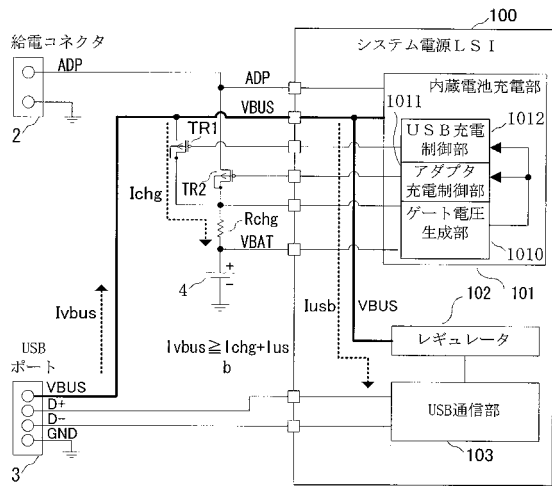 100
給電コネクタ
システム電源LSI
ADP
ADP
内蔵電池充電部
VBUS
1011
1012
2
TR1
USB充電
制御部
Ichg
TR2
アダプタ
充電制御部
Rchg
ゲート電圧
生成部
VBAT
1010
4
+
-
Iusb
VBUS
101
102
Ivbus
レギュレータ
Ivbus≧Ichg+Ius
b
USB
ポート
VBUS
D+
D-
GND
USB通信部
3
103